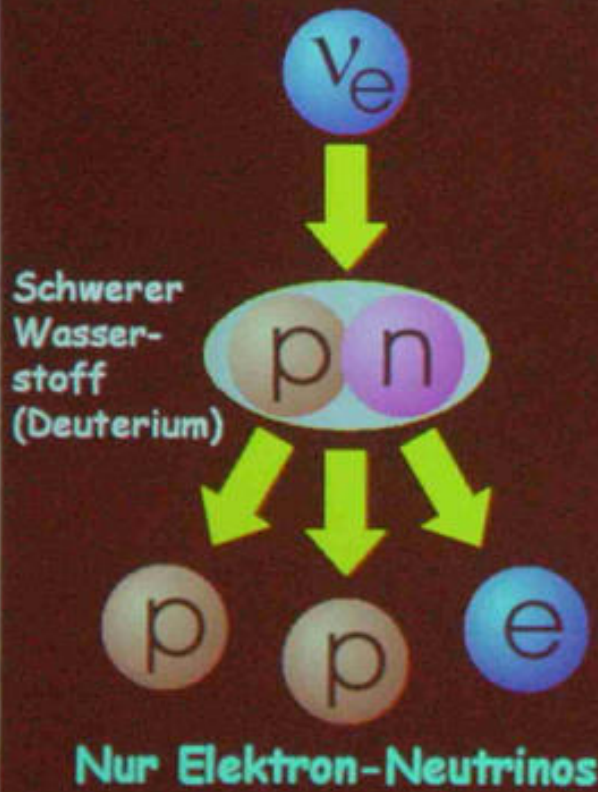 νe
Schwerer
Wasser-
stoff
(Deuterium)
p n
p p e
Nur Elektron-Neutrinos